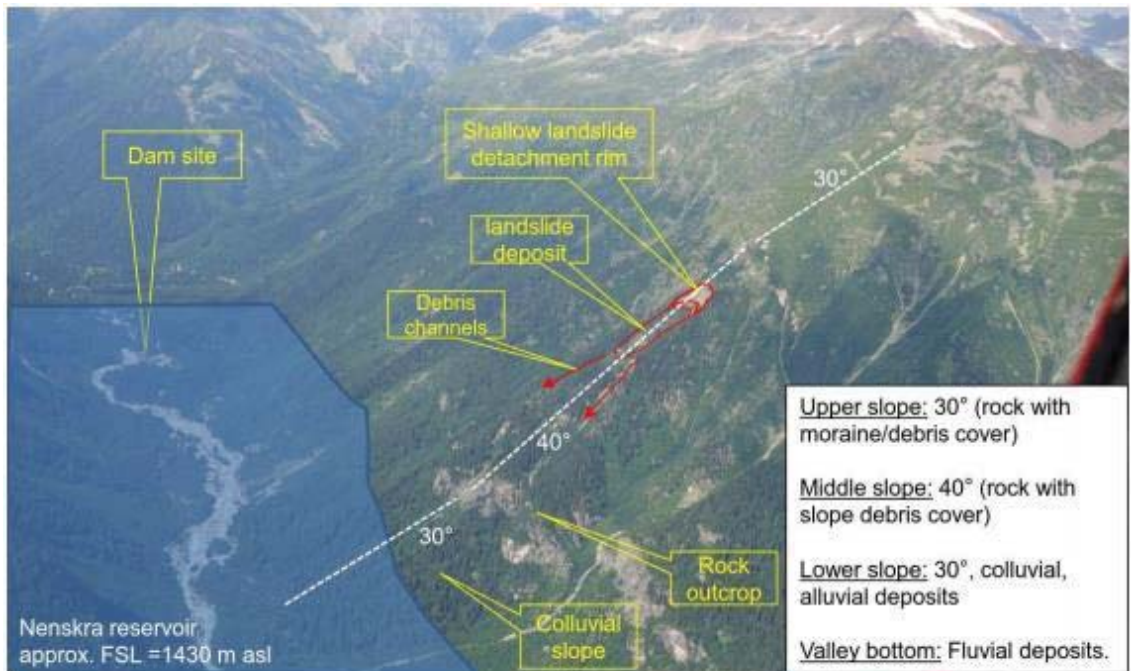 Dam site
Shallow landslide
detachment rim
30°
landslide
deposit
Debris
channels
40°
30°
Rock
outcrop
Colluvial
slope
Nenskra reservoir
approx. FSL =1430 m asl
Upper slope: 30° (rock with
moraine/debris cover)
Middle slope: 40° (rock with
slope debris cover)
Lower slope: 30°, colluvial,
alluvial deposits
Valley bottom: Fluvial deposits.